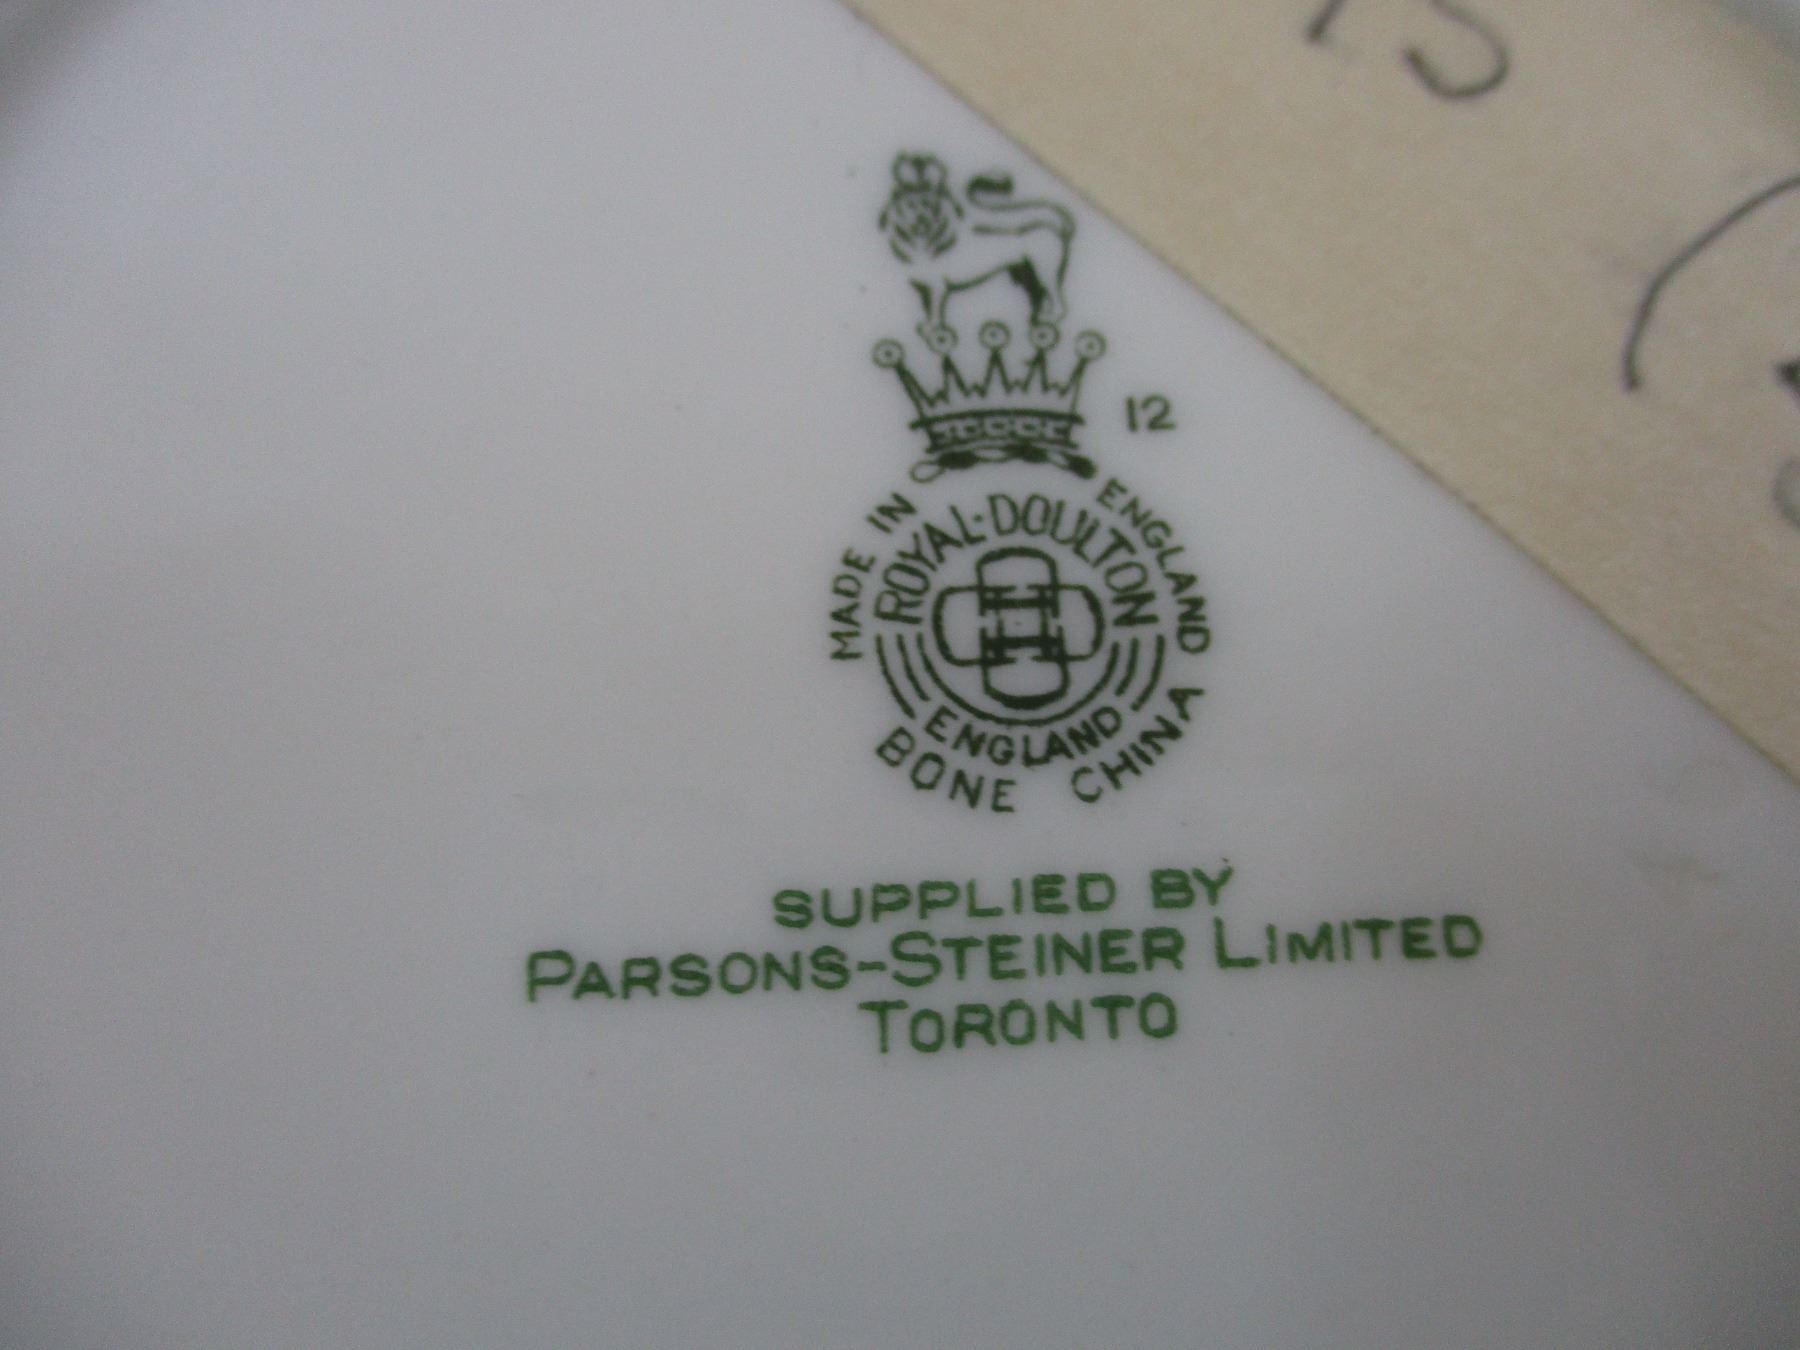 12
MADE IN ENGLAND
ROYAL·DOULTON
ENGLAND
BONE CHINA
SUPPLIED BY
PARSONS-STEINER LIMITED
TORONTO